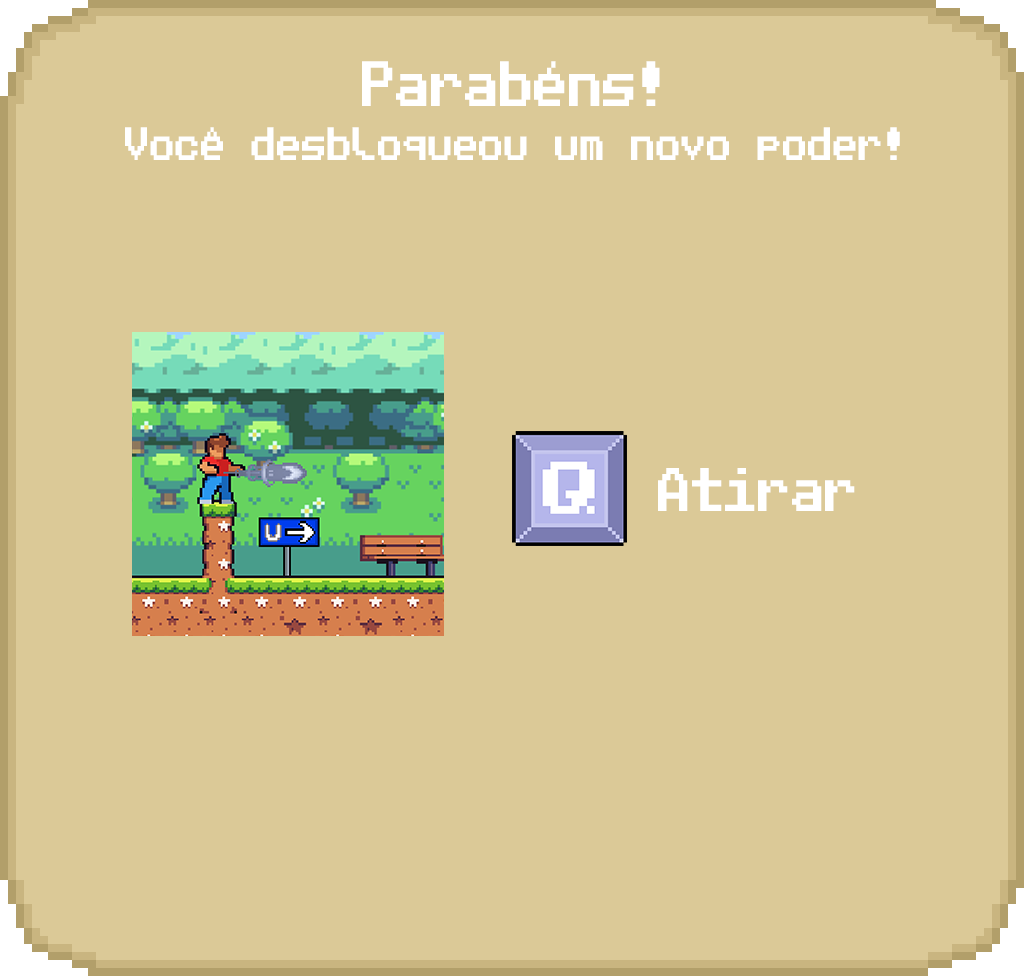 Parabéns!
Você desbloqueou um novo poder!
U →
Q
Atirar